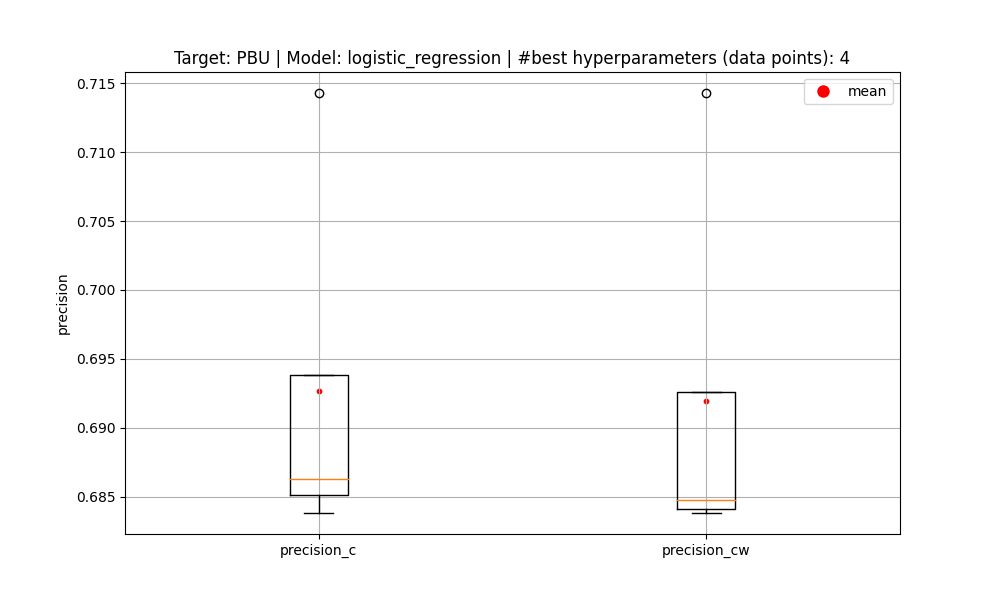 Target: PBU | Model: logistic_regression | #best hyperparameters (data points): 4
mean
0.715
0.710
0.705
0.700
0.695
0.690
0.685
precision
precision_c
precision_cw